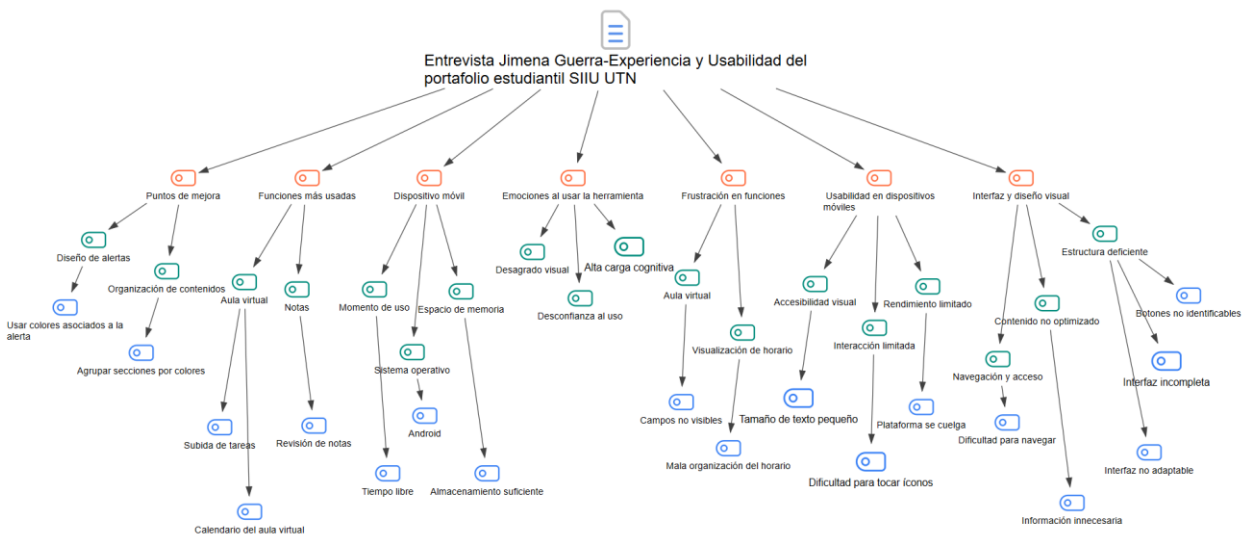 Entrevista Jimena Guerra-Experiencia y Usabilidad del
portafolio estudiantil SIIU UTN
Puntos de mejora
Funciones más usadas
Dispositivo móvil
Emociones al usar la herramienta
Frustración en funciones
Usabilidad en dispositivos
móviles
Interfaz y diseño visual
Diseño de alertas
Organización de contenidos
Aula virtual
Notas
Momento de uso
Espacio de memoria
Sistema operativo
Desagrado visual
Alta carga cognitiva
Desconfianza al uso
Aula virtual
Visualización de horario
Accesibilidad visual
Interacción limitada
Rendimiento limitado
Navegación y acceso
Contenido no optimizado
Estructura deficiente
Usar colores asociados a la
alerta
Agrupar secciones por colores
Subida de tareas
Calendario del aula virtual
Revisión de notas
Tiempo libre
Android
Almacenamiento suficiente
Campos no visibles
Mala organización del horario
Tamaño de texto pequeño
Dificultad para tocar íconos
Plataforma se cuelga
Dificultad para navegar
Información innecesaria
Interfaz no adaptable
Interfaz incompleta
Botones no identificables